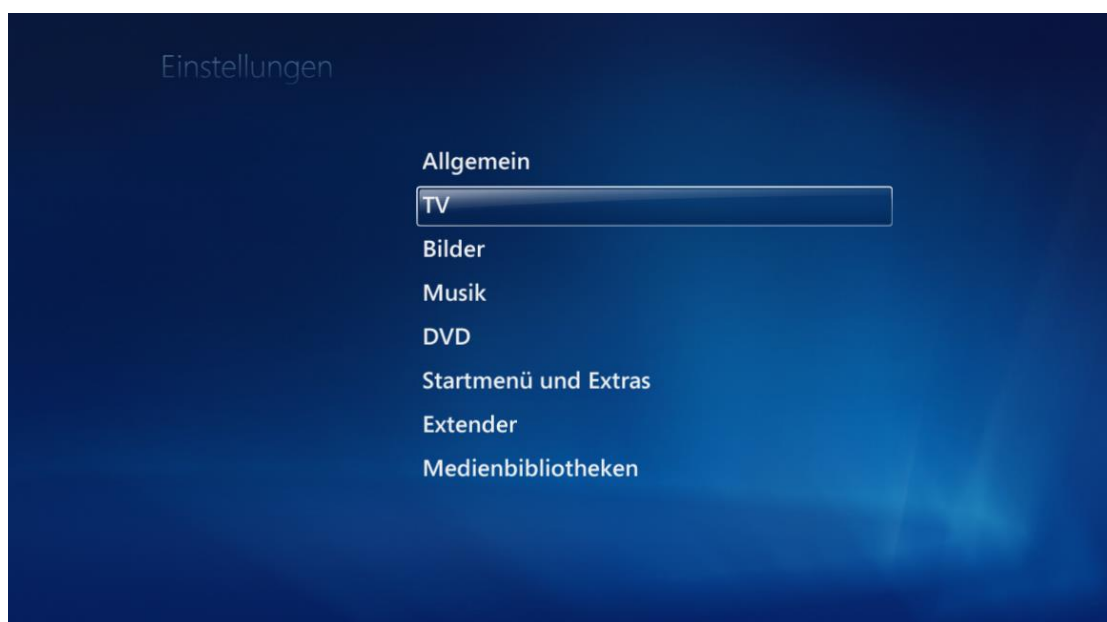 Einstellungen
Allgemein
TV
Bilder
Musik
DVD
Startmenü und Extras
Extender
Medienbibliotheken